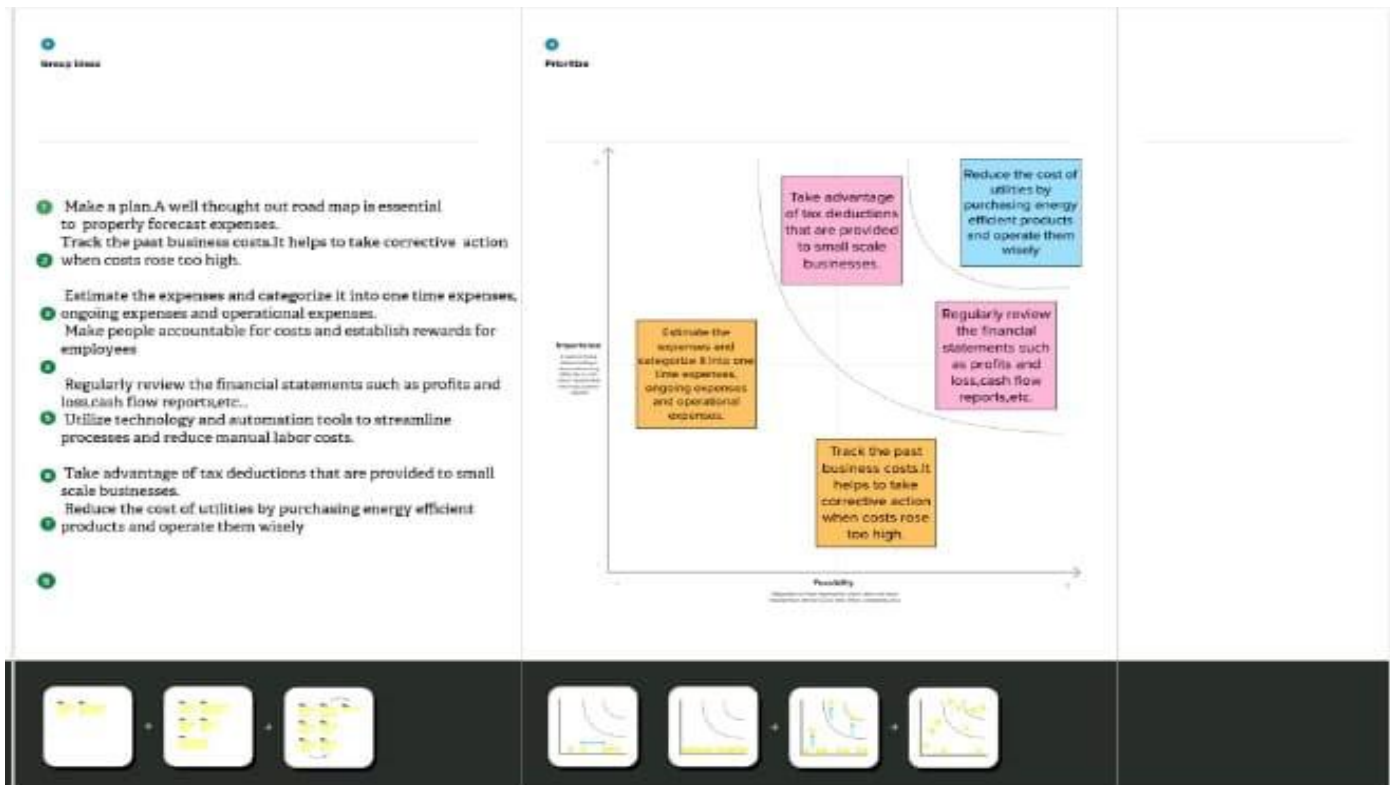 Group ideas
Make a plan.A well thought out road map is essential
to properly forecast expenses.
Track the past business costs.It helps to take corrective action
when costs rose too high.
Estimate the expenses and categorize it into one time expenses,
ongoing expenses and operational expenses.
Make people accountable for costs and establish rewards for
employees
Regularly review the financial statements such as profits and
loss,cash flow reports,etc..
Utilize technology and automation tools to streamline
processes and reduce manual labor costs.
Take advantage of tax deductions that are provided to small
scale businesses.
Reduce the cost of utilities by purchasing energy efficient
products and operate them wisely
1
2
5
Prioritize
Take advantage
of tax deductions
that are provided
to small scale
businesses.
Reduce the cost of
utilities by
purchasing energy
efficient products
and operate them
wisely
Estimate the
expenses and
categorize it into one
time expenses,
ongoing expenses
and operational
expenses.
Regularly review
the financial
statements such
as profits and
loss,cash flow
reports,etc.
Track the past
business costs.It
helps to take
corrective action
when costs rose
too high.
Importance
Feasibility